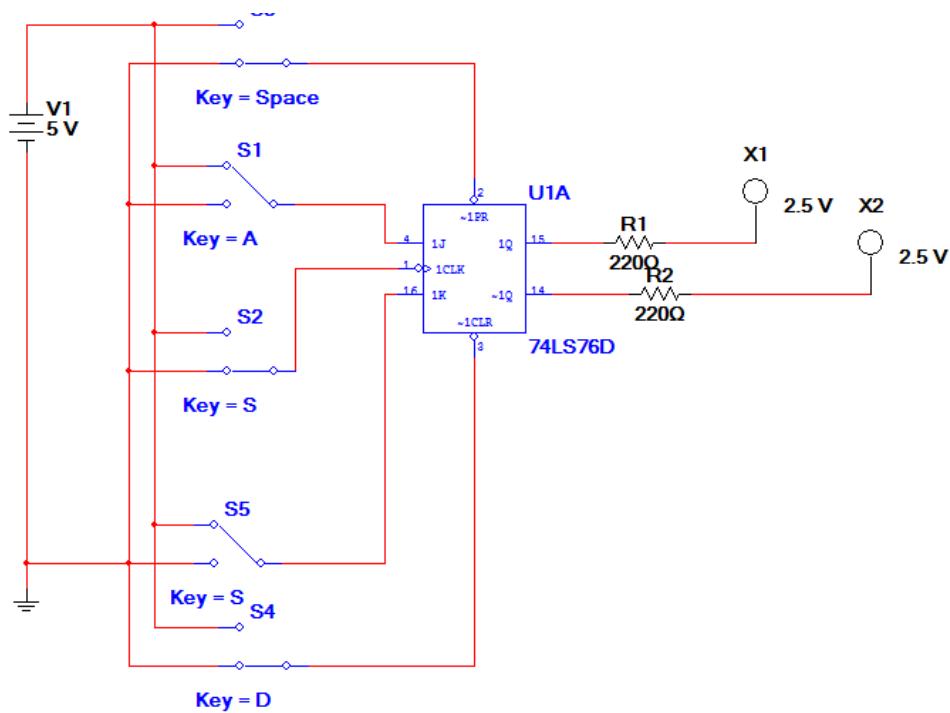 Key = Space
V1
5 V
S1
Key = A
S2
Key = S
S5
Key = S
S4
Key = D
U1A
2
~1PR
4
1J
1Q
15
1
1CLK
16
1K
~1Q
14
~1CLR
3
74LS76D
R1
220Ω
R2
220Ω
X1
2.5 V
X2
2.5 V